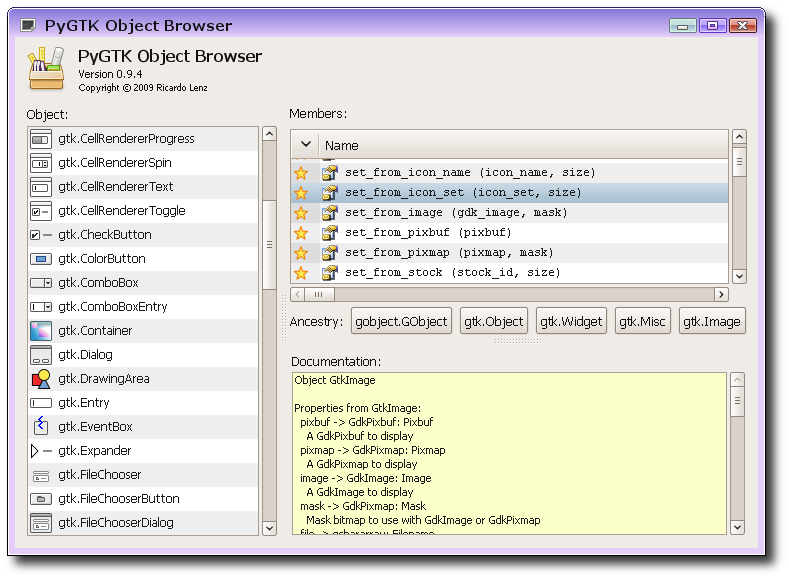 PyGTK Object Browser
PyGTK Object Browser
Version 0.9.4
Copyright © 2009 Ricardo Lenz
Object:
gtk.CellRendererProgress
gtk.CellRendererSpin
gtk.CellRendererText
gtk.CellRendererToggle
gtk.CheckButton
gtk.ColorButton
gtk.ComboBox
gtk.ComboBoxEntry
gtk.Container
gtk.Dialog
gtk.DrawingArea
gtk.Entry
gtk.EventBox
gtk.Expander
gtk.FileChooser
gtk.FileChooserButton
gtk.FileChooserDialog
Members:
Name
set_from_icon_name (icon_name, size)
set_from_icon_set (icon_set, size)
set_from_image (gdk_image, mask)
set_from_pixbuf (pixbuf)
set_from_pixmap (pixmap, mask)
set_from_stock (stock_id, size)
Ancestry: gobject.GObject gtk.Object gtk.Widget gtk.Misc gtk.Image
Documentation:
Object GtkImage
Properties from GtkImage:
pixbuf -> GdkPixbuf: Pixbuf
A GdkPixbuf to display
pixmap -> GdkPixmap: Pixmap
A GdkPixmap to display
image -> GdkImage: Image
A GdkImage to display
mask -> GdkPixmap: Mask
Mask bitmap to use with GdkImage or GdkPixmap
file -> gchararray: Filename